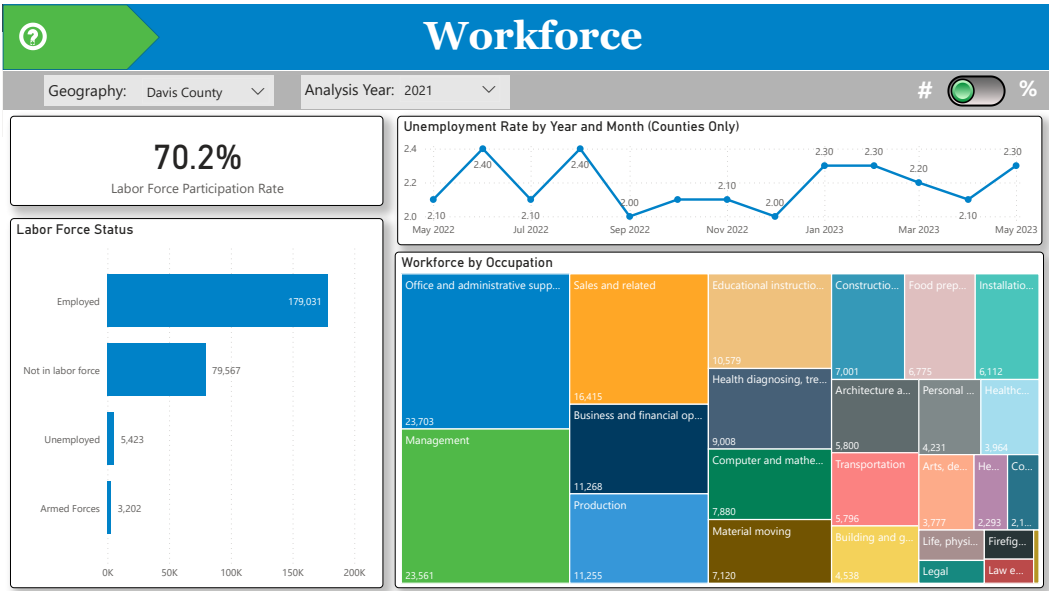 ?
Workforce
Geography: Davis County
Analysis Year: 2021
# %
70.2%
Labor Force Participation Rate
Unemployment Rate by Year and Month (Counties Only)
2.4
2.2
2.0
2.10
2.40
2.10
2.40
2.00
2.10
2.00
2.30
2.30
2.20
2.10
2.30
May 2022
Jul 2022
Sep 2022
Nov 2022
Jan 2023
Mar 2023
May 2023
Labor Force Status
Employed
179,031
Not in labor force
79,567
Unemployed
5,423
Armed Forces
3,202
0K
50K
100K
150K
200K
Workforce by Occupation
Office and administrative supp...
23,703
Management
23,561
Sales and related
16,415
Business and financial op...
11,268
Production
11,255
Educational instructio...
10,579
Health diagnosing, tre...
9,008
Computer and mathe...
7,880
Material moving
7,120
Constructio...
7,001
Food prep...
6,775
Installatio...
6,112
Architecture a...
5,800
Personal ...
4,231
Healthc...
3,964
Transportation
5,796
Arts, de...
3,777
He...
2,293
Co...
2,1...
Building and g...
4,538
Life, physi...
Firefig...
Legal
Law e...